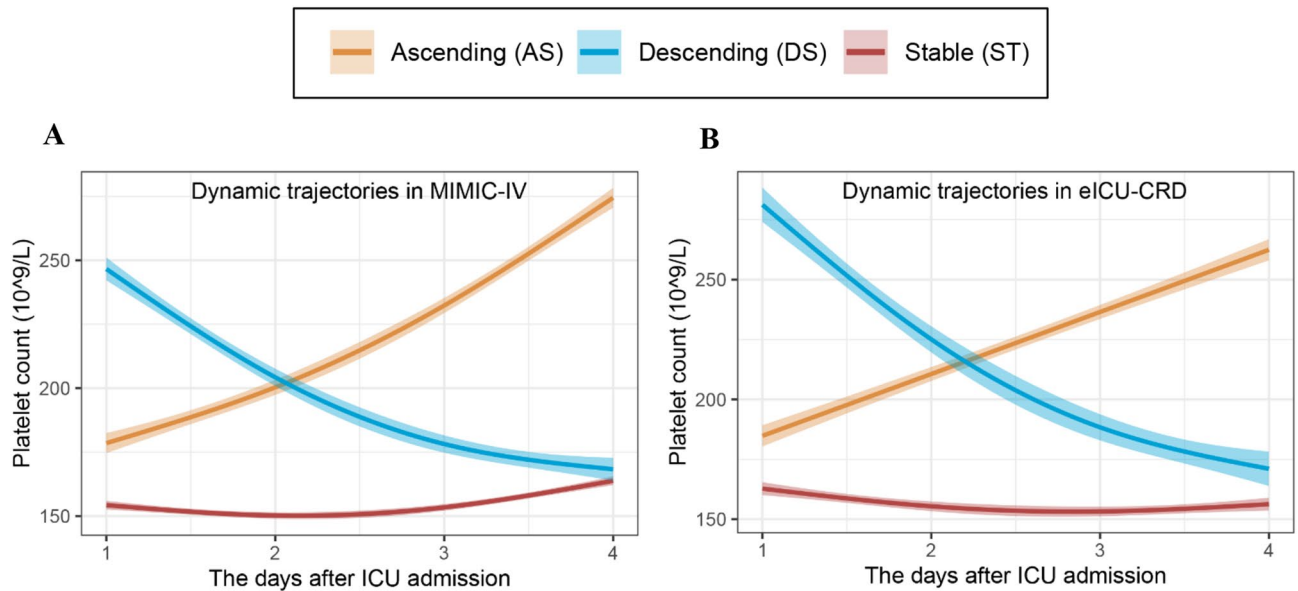 Ascending (AS) Descending (DS) Stable (ST)
A
Dynamic trajectories in MIMIC-IV
Platelet count (10^9/L)
250
200
150
1 2 3 4
The days after ICU admission
B
Dynamic trajectories in eICU-CRD
Platelet count (10^9/L)
250
200
150
1 2 3 4
The days after ICU admission